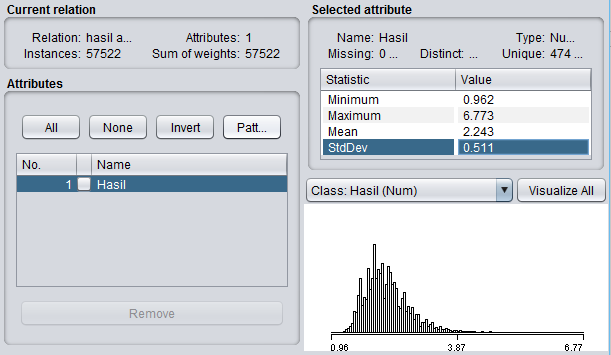 Current relation
Relation: hasil a... Attributes: 1
Instances: 57522 Sum of weights: 57522
Attributes
All None Invert Patt...
No. Name
1 Hasil
Remove
Selected attribute
Name: Hasil Type: Nu...
Missing: 0 ... Distinct: ... Unique: 474 ...
Statistic Value
Minimum 0.962
Maximum 6.773
Mean 2.243
StdDev 0.511
Class: Hasil (Num) Visualize All
0.96 3.87 6.77